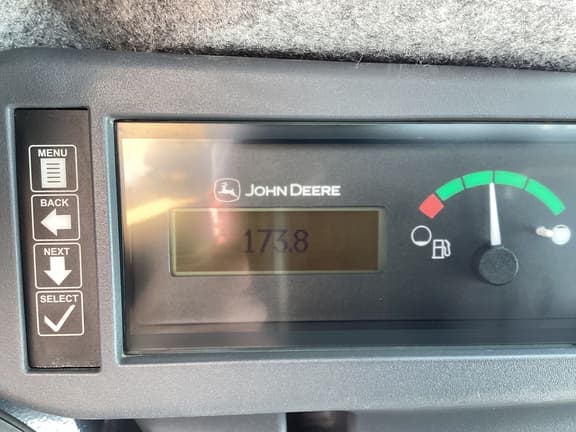 MENU
BACK
NEXT
SELECT
JOHN DEERE
173.8